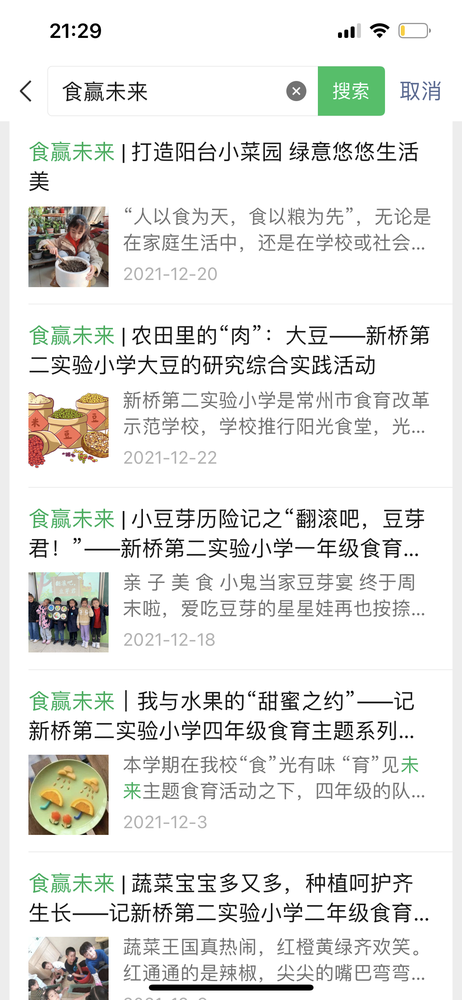 21:29
食赢未来
搜索
取消
食赢未来 | 打造阳台小菜园 绿意悠悠生活
美
“人以食为天，食以粮为先”，无论是
在家庭生活中，还是在学校或社会...
2021-12-20
食赢未来 | 农田里的“肉”：大豆——新桥第
二实验小学大豆的研究综合实践活动
米
豆
豆
新桥第二实验小学是常州市食育改革
示范学校，学校推行阳光食堂，光...
2021-12-22
食赢未来 | 小豆芽历险记之“翻滚吧，豆芽
君！”——新桥第二实验小学一年级食育...
翻滚吧，
豆芽君
亲 子 美 食 小鬼当家豆芽宴 终于周
末啦，爱吃豆芽的星星娃再也按捺...
2021-12-18
食赢未来｜我与水果的“甜蜜之约”——记
新桥第二实验小学四年级食育主题系列...
本学期在我校“食”光有味 “育”见未
来主题食育活动之下，四年级的队...
2021-12-3
食赢未来 | 蔬菜宝宝多又多，种植呵护齐
生长——记新桥第二实验小学二年级食育...
蔬菜王国真热闹，红橙黄绿齐欢笑。
红通通的是辣椒，尖尖的嘴巴弯弯...